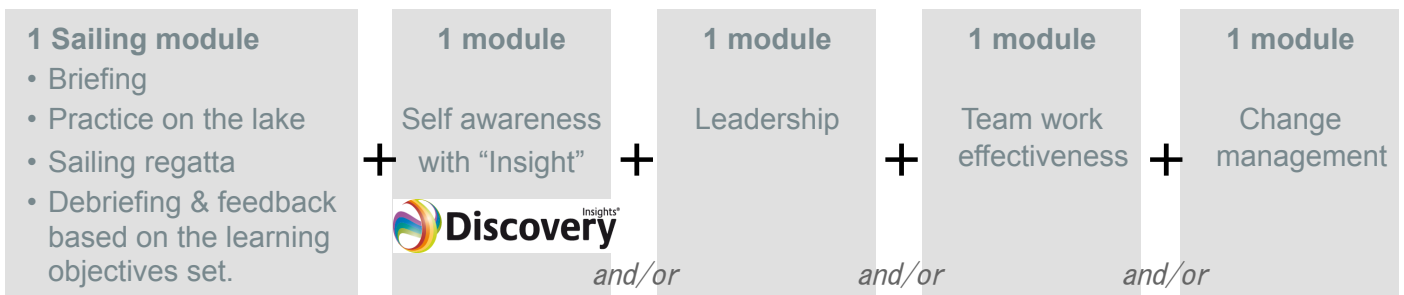 1 Sailing module
• Briefing
• Practice on the lake
• Sailing regatta
• Debriefing & feedback
based on the learning
objectives set.
+
1 module
Self awareness
with “Insight”
Insights®
Discovery
+
and/or
1 module
Leadership
+
and/or
1 module
Team work
effectiveness
+
and/or
1 module
Change
management